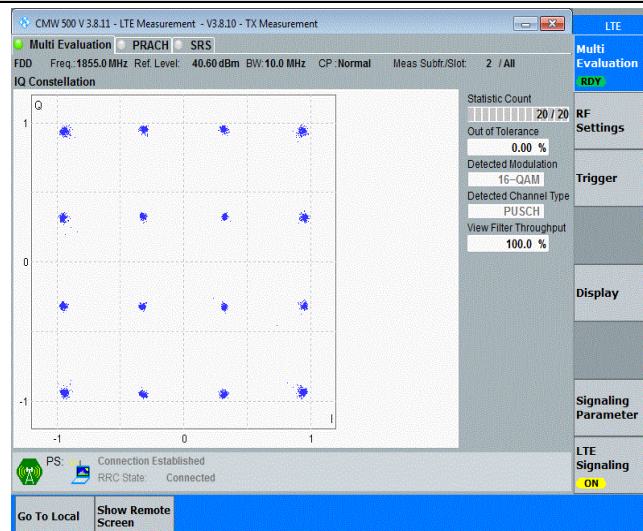 CMW 500 V 3.8.11 - LTE Measurement - V3.8.10 - TX Measurement
LTE
Multi Evaluation PRACH SRS
FDD Freq.:1855.0 MHz Ref. Level: 40.60 dBm BW:10.0 MHz CP :Normal Meas Subfr./Slot: 2 / All
IQ Constellation
Q
1
0
-1
-1 0 1
I
Statistic Count
20 / 20
Out of Tolerance
0.00 %
Detected Modulation
16-QAM
Detected Channel Type
PUSCH
View Filter Throughput
100.0 %
PS: Connection Established
RRC State: Connected
Multi
Evaluation
RDY
RF
Settings
Trigger
Display
Signaling
Parameter
LTE
Signaling
ON
Go To Local
Show Remote
Screen